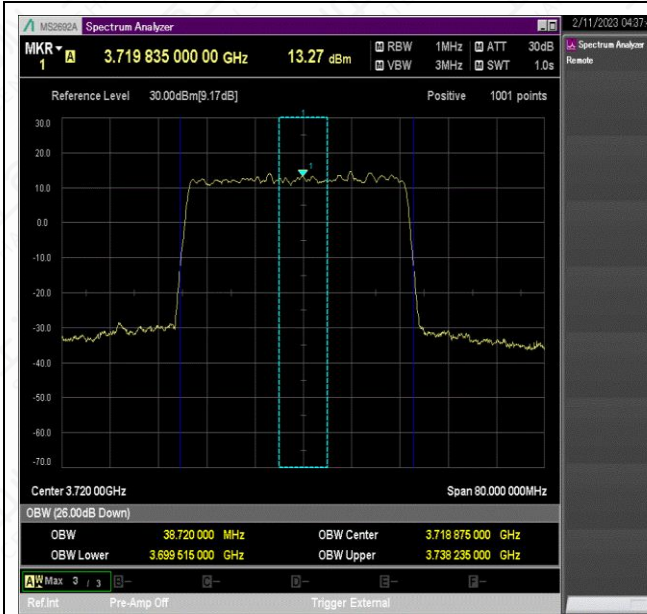 MS2692A Spectrum Analyzer
2/11/2023 04:37:
MKR 1 A 3.719 835 000 00 GHz 13.27 dBm M RBW 1MHz M ATT 30dB
M VBW 3MHz M SWT 1.0s
Spectrum Analyzer
Remote
Reference Level 30.00dBm[9.17dB] Positive 1001 points
30.0
20.0
1
10.0
0.0
-10.0
-20.0
-30.0
-40.0
-50.0
-60.0
-70.0
Center 3.720 00GHz Span 80.000 000MHz
OBW (26.00dB Down)
OBW 38.720 000 MHz OBW Center 3.718 875 000 GHz
OBW Lower 3.699 515 000 GHz OBW Upper 3.738 235 000 GHz
A W Max 3 / 3 B- C- D- E- F-
Ref.Int Pre-Amp Off Trigger External